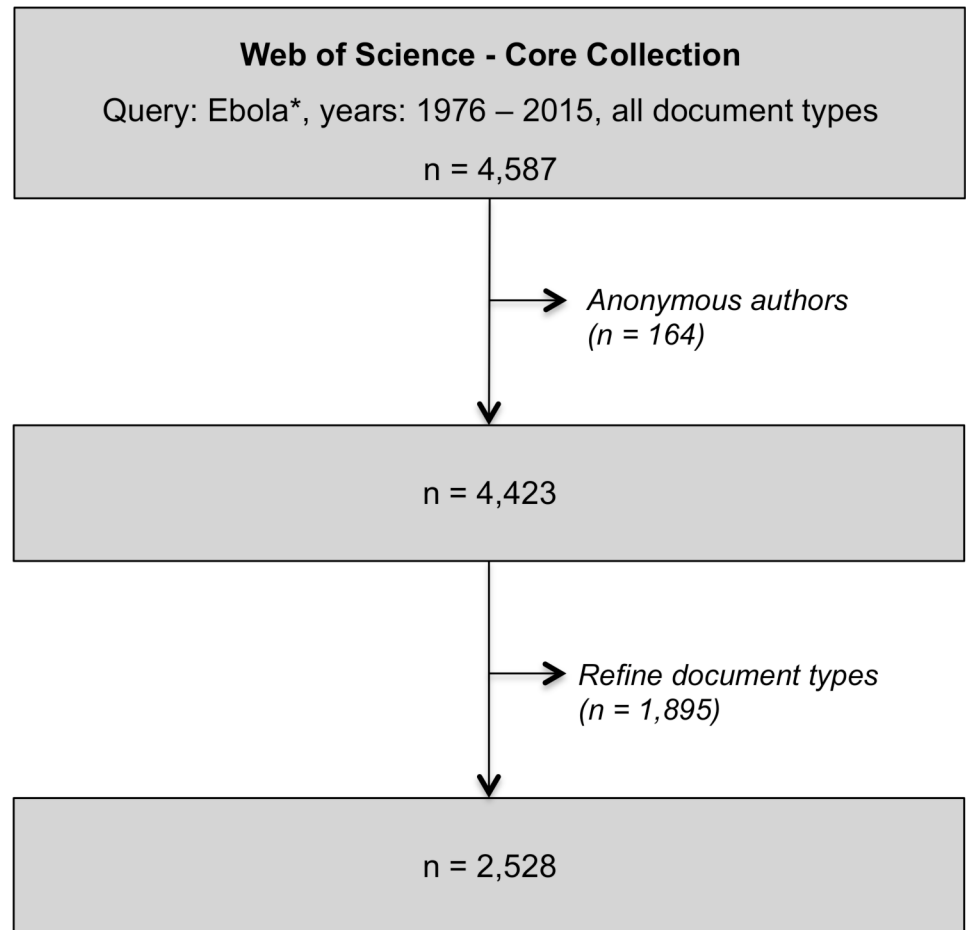 Web of Science - Core Collection
Query: Ebola*, years: 1976 – 2015, all document types
n = 4,587
Anonymous authors
(n = 164)
n = 4,423
Refine document types
(n = 1,895)
n = 2,528